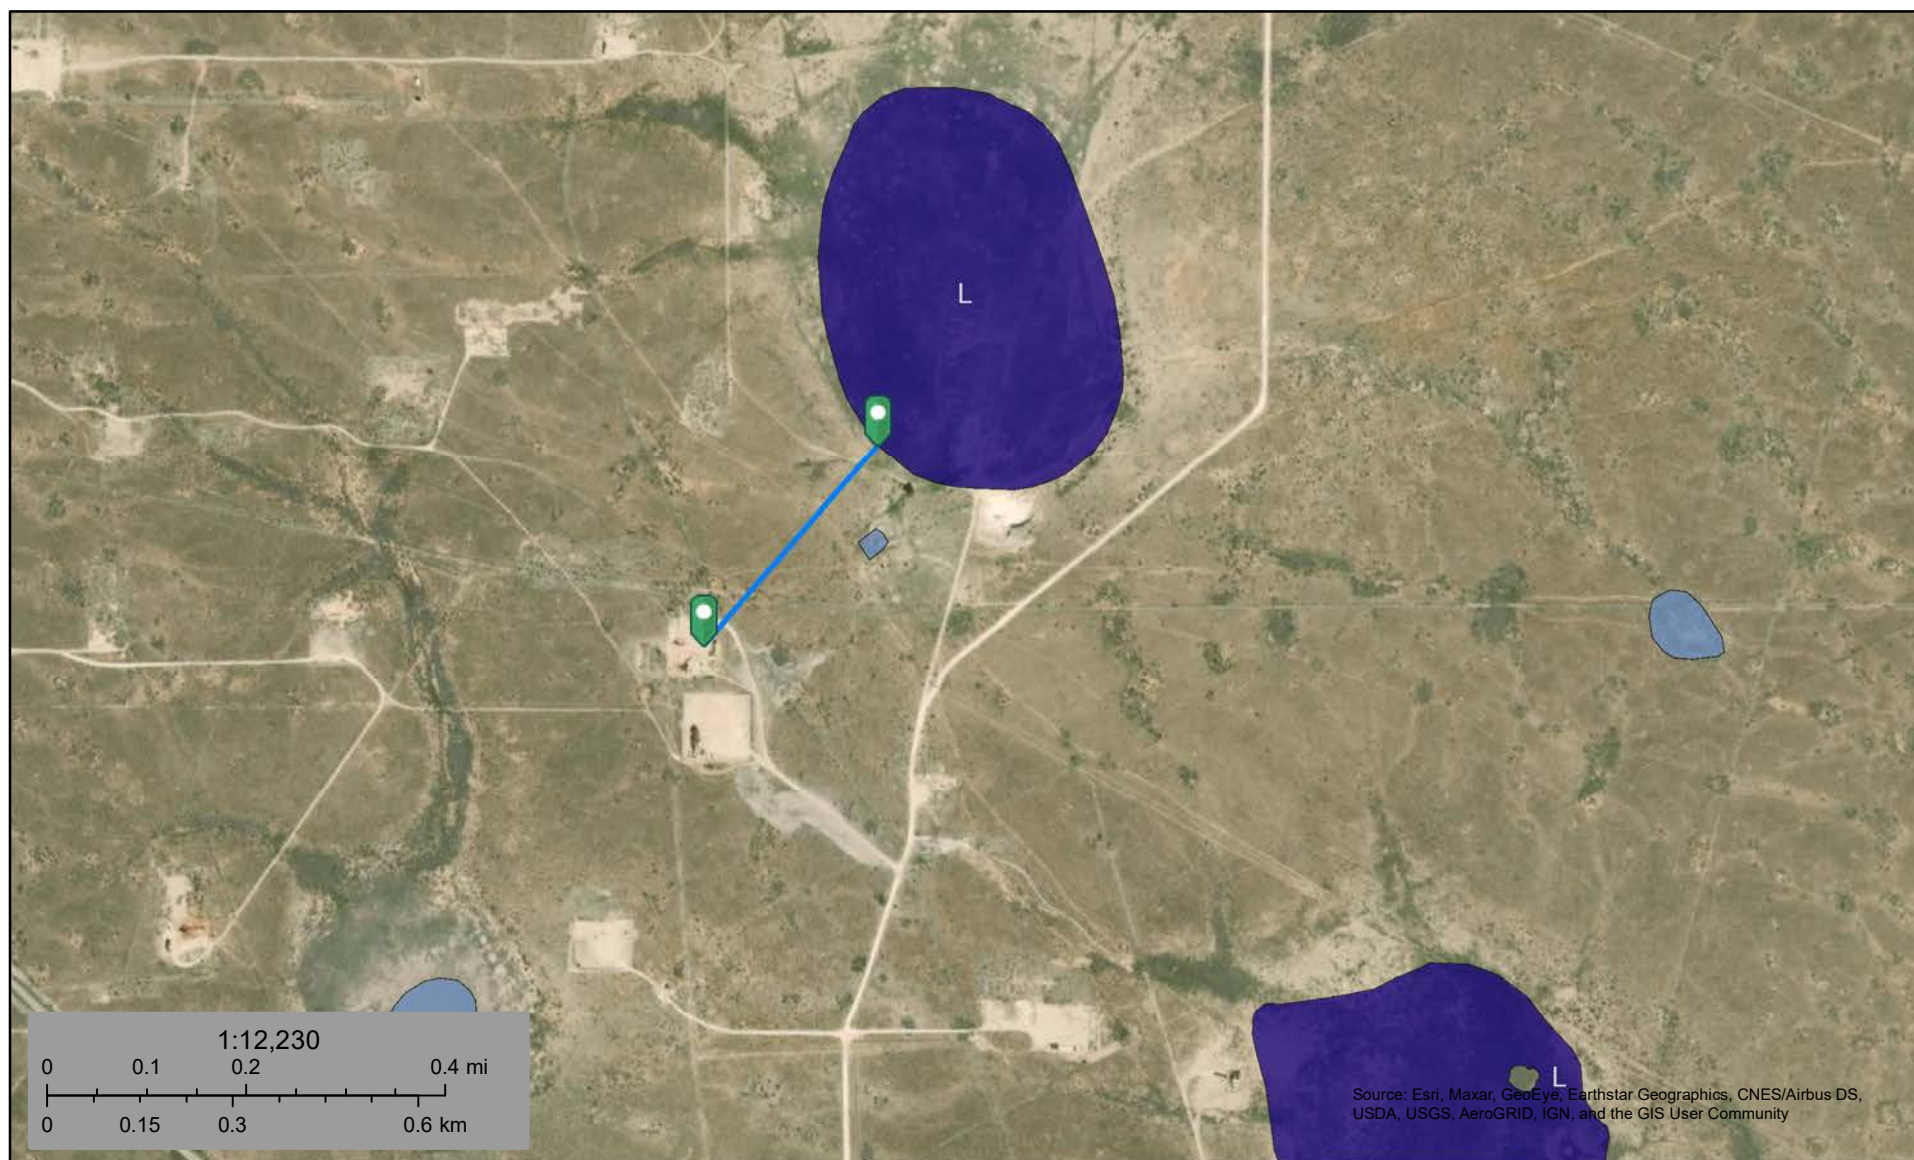 L
1:12,230
0 0.1 0.2 0.4 mi
0 0.15 0.3 0.6 km
L
Source: Esri, Maxar, GeoEye, Earthstar Geographics, CNES/Airbus DS,
USDA, USGS, AeroGRID, IGN, and the GIS User Community